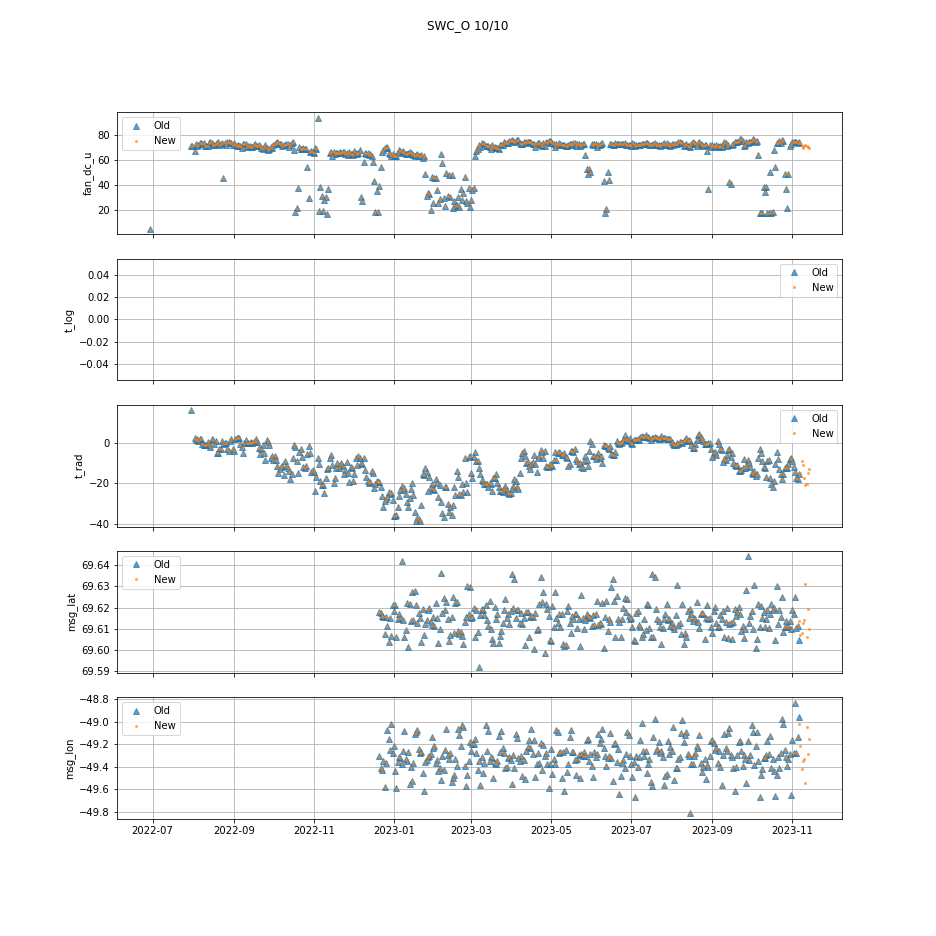 SWC_O 10/10
Old
New
80
60
40
20
fan_dc_u
Old
New
0.04
0.02
0.00
−0.02
−0.04
t_log
Old
New
0
−20
−40
t_rad
Old
New
69.64
69.63
69.62
69.61
69.60
69.59
msg_lat
Old
New
−48.8
−49.0
−49.2
−49.4
−49.6
−49.8
msg_lon
2022-07 2022-09 2022-11 2023-01 2023-03 2023-05 2023-07 2023-09 2023-11